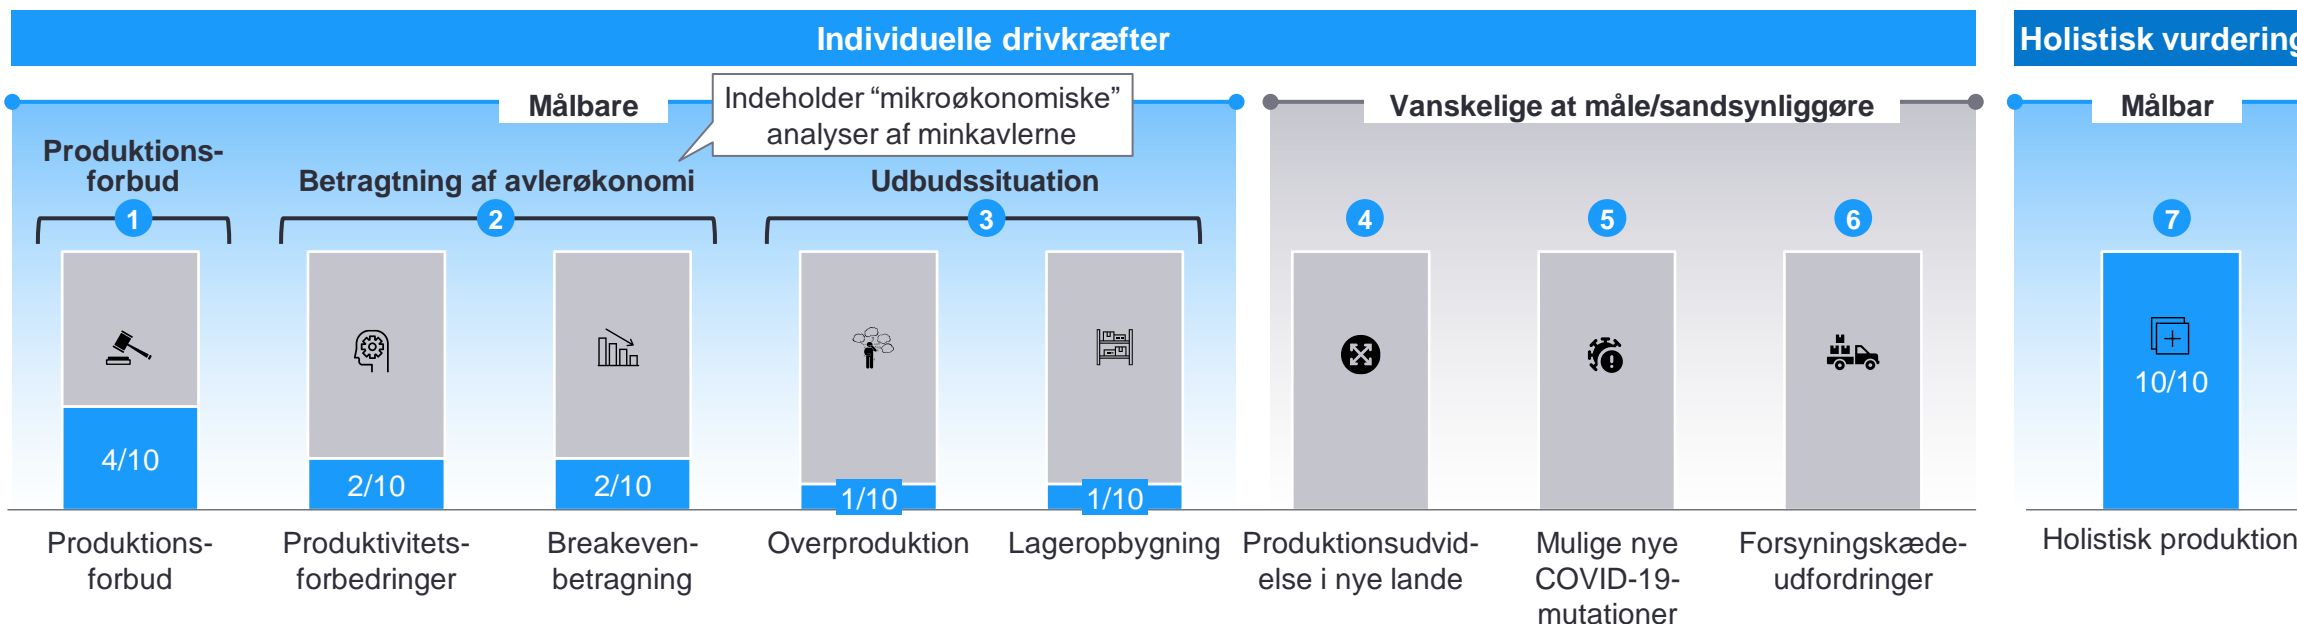 Individuelle drivkræfter
Holistisk vurdering
Målbare
Indeholder “mikroøkonomiske”
analyser af minkavlerne
Vanskelige at måle/sandsynliggøre
Målbar
Produktions-
forbud
Betragtning af avlerøkonomi
Udbudssituation
1
2
3
4
5
6
7
4/10
2/10
2/10
1/10
1/10
10/10
Produktions-
forbud
Produktivitets-
forbedringer
Breakeven-
betragning
Overproduktion
Lageropbygning
Produktionsudvid-
else i nye lande
Mulige nye
COVID-19-
mutationer
Forsyningskæde-
udfordringer
Holistisk produktion